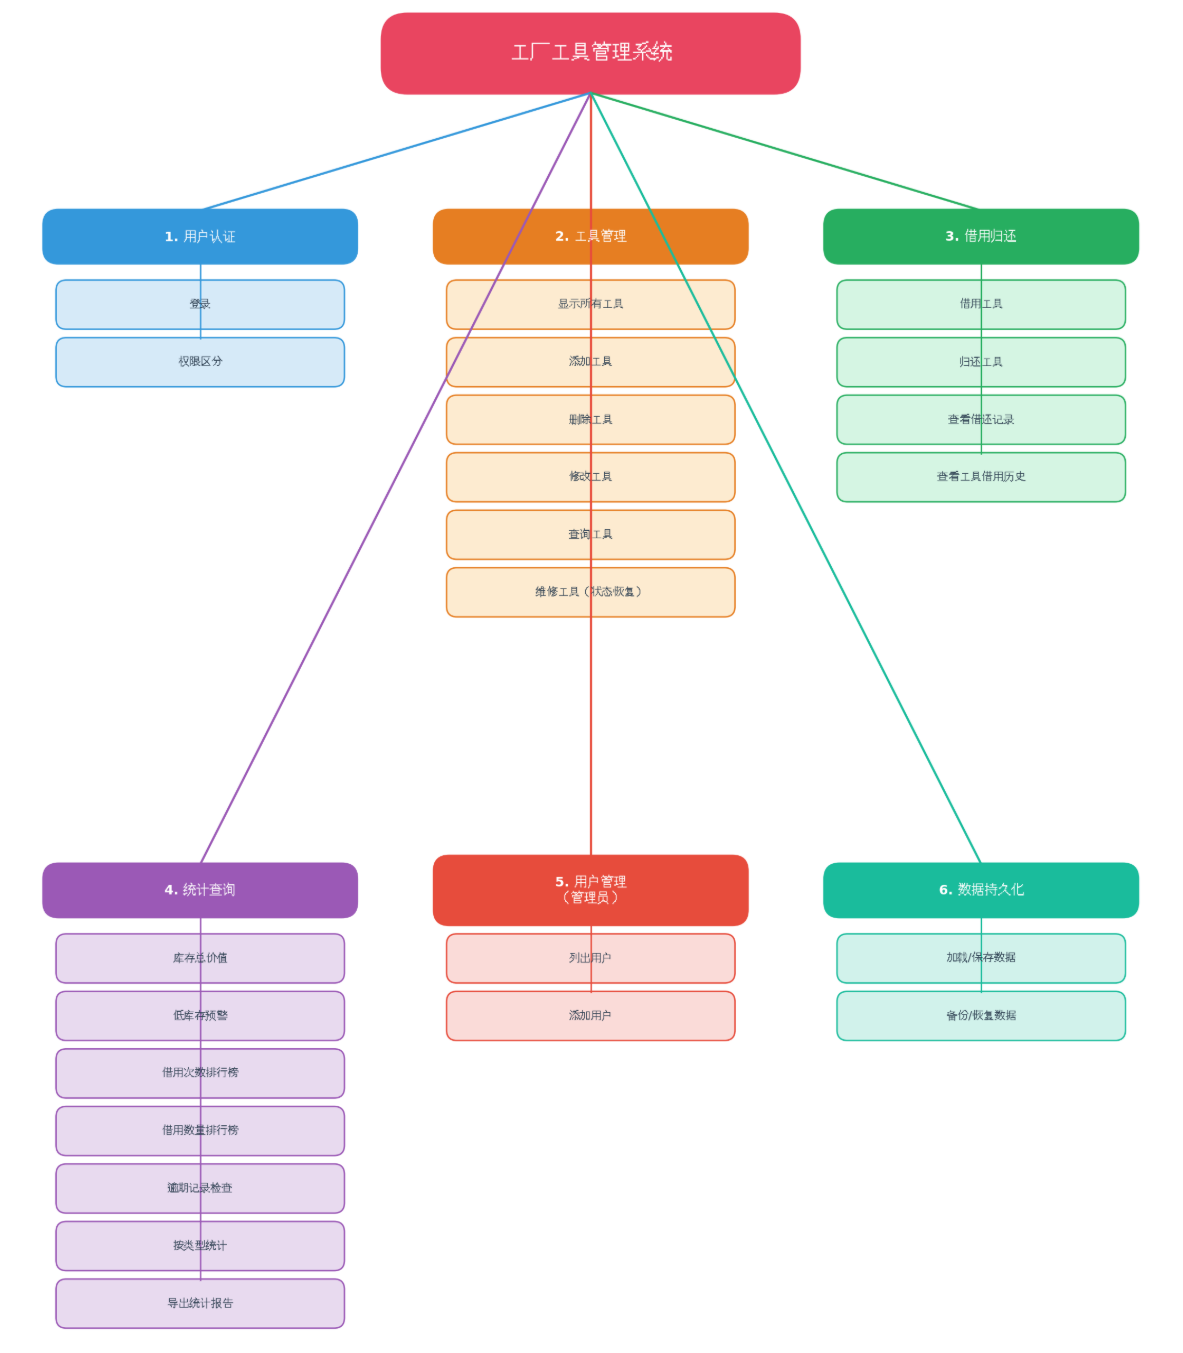 工厂工具管理系统
1. 用户认证
2. 工具管理
3. 借用归还
登录
权限区分
显示所有工具
添加工具
删除工具
修改工具
查询工具
维修工具（状态恢复）
借用工具
归还工具
查看借还记录
查看工具借用历史
4. 统计查询
5. 用户管理
（管理员）
6. 数据持久化
库存总价值
低库存预警
借用次数排行榜
借用数量排行榜
逾期记录检查
按类型统计
导出统计报告
列出用户
添加用户
加载/保存数据
备份/恢复数据